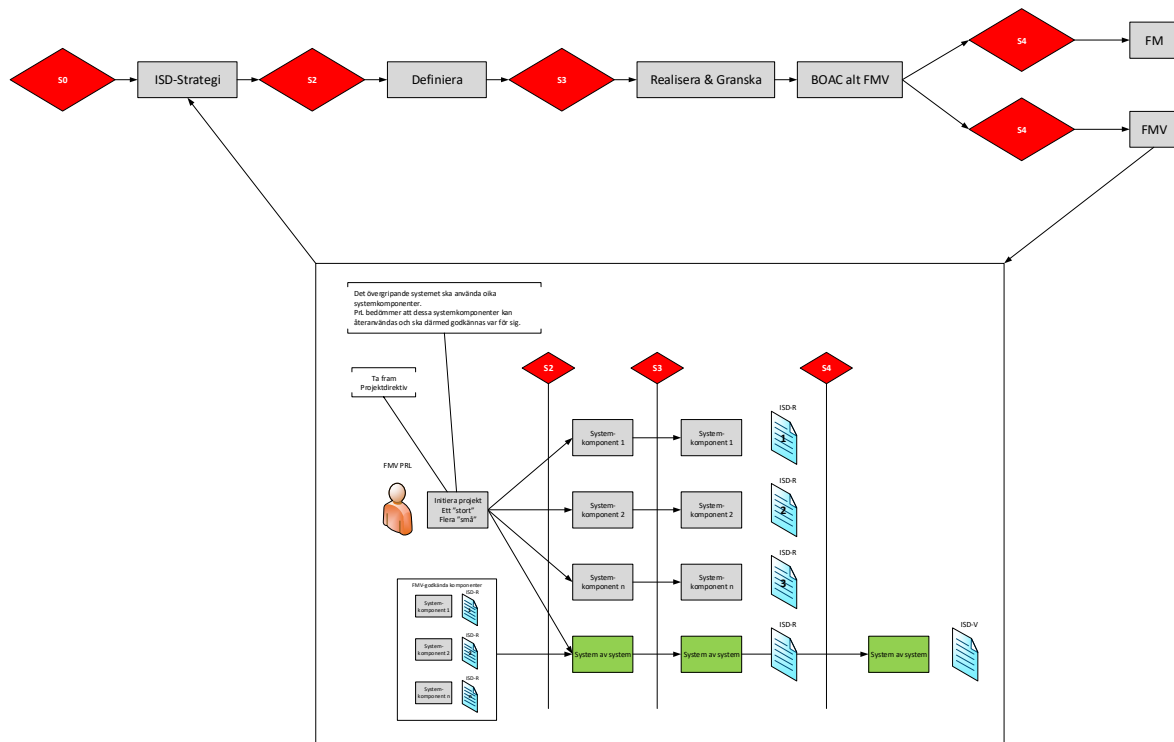 S0
ISD-Strategi
S2
Definiera
S3
Realisera & Granska
BOAC alt FMV
S4
FM
S4
FMV
Det övergripande systemet ska använda oika
systemkomponenter.
PrL bedömmer att dessa systemkomponenter kan
återanvändas och ska därmed godkännas var för sig.
Ta fram
Projektdirektiv
S2
S3
S4
FMV PRL
Initiera projekt
Ett ”stort”
Flera ”små”
System-
komponent 1
System-
komponent 1
ISD-R
1
System-
komponent 2
System-
komponent 2
ISD-R
2
System-
komponent n
System-
komponent n
ISD-R
3
FMV-godkända komponenter
System-
komponent 1
ISD-R
System-
komponent 2
ISD-R
System-
komponent n
ISD-R
System av system
System av system
ISD-R
System av system
ISD-V